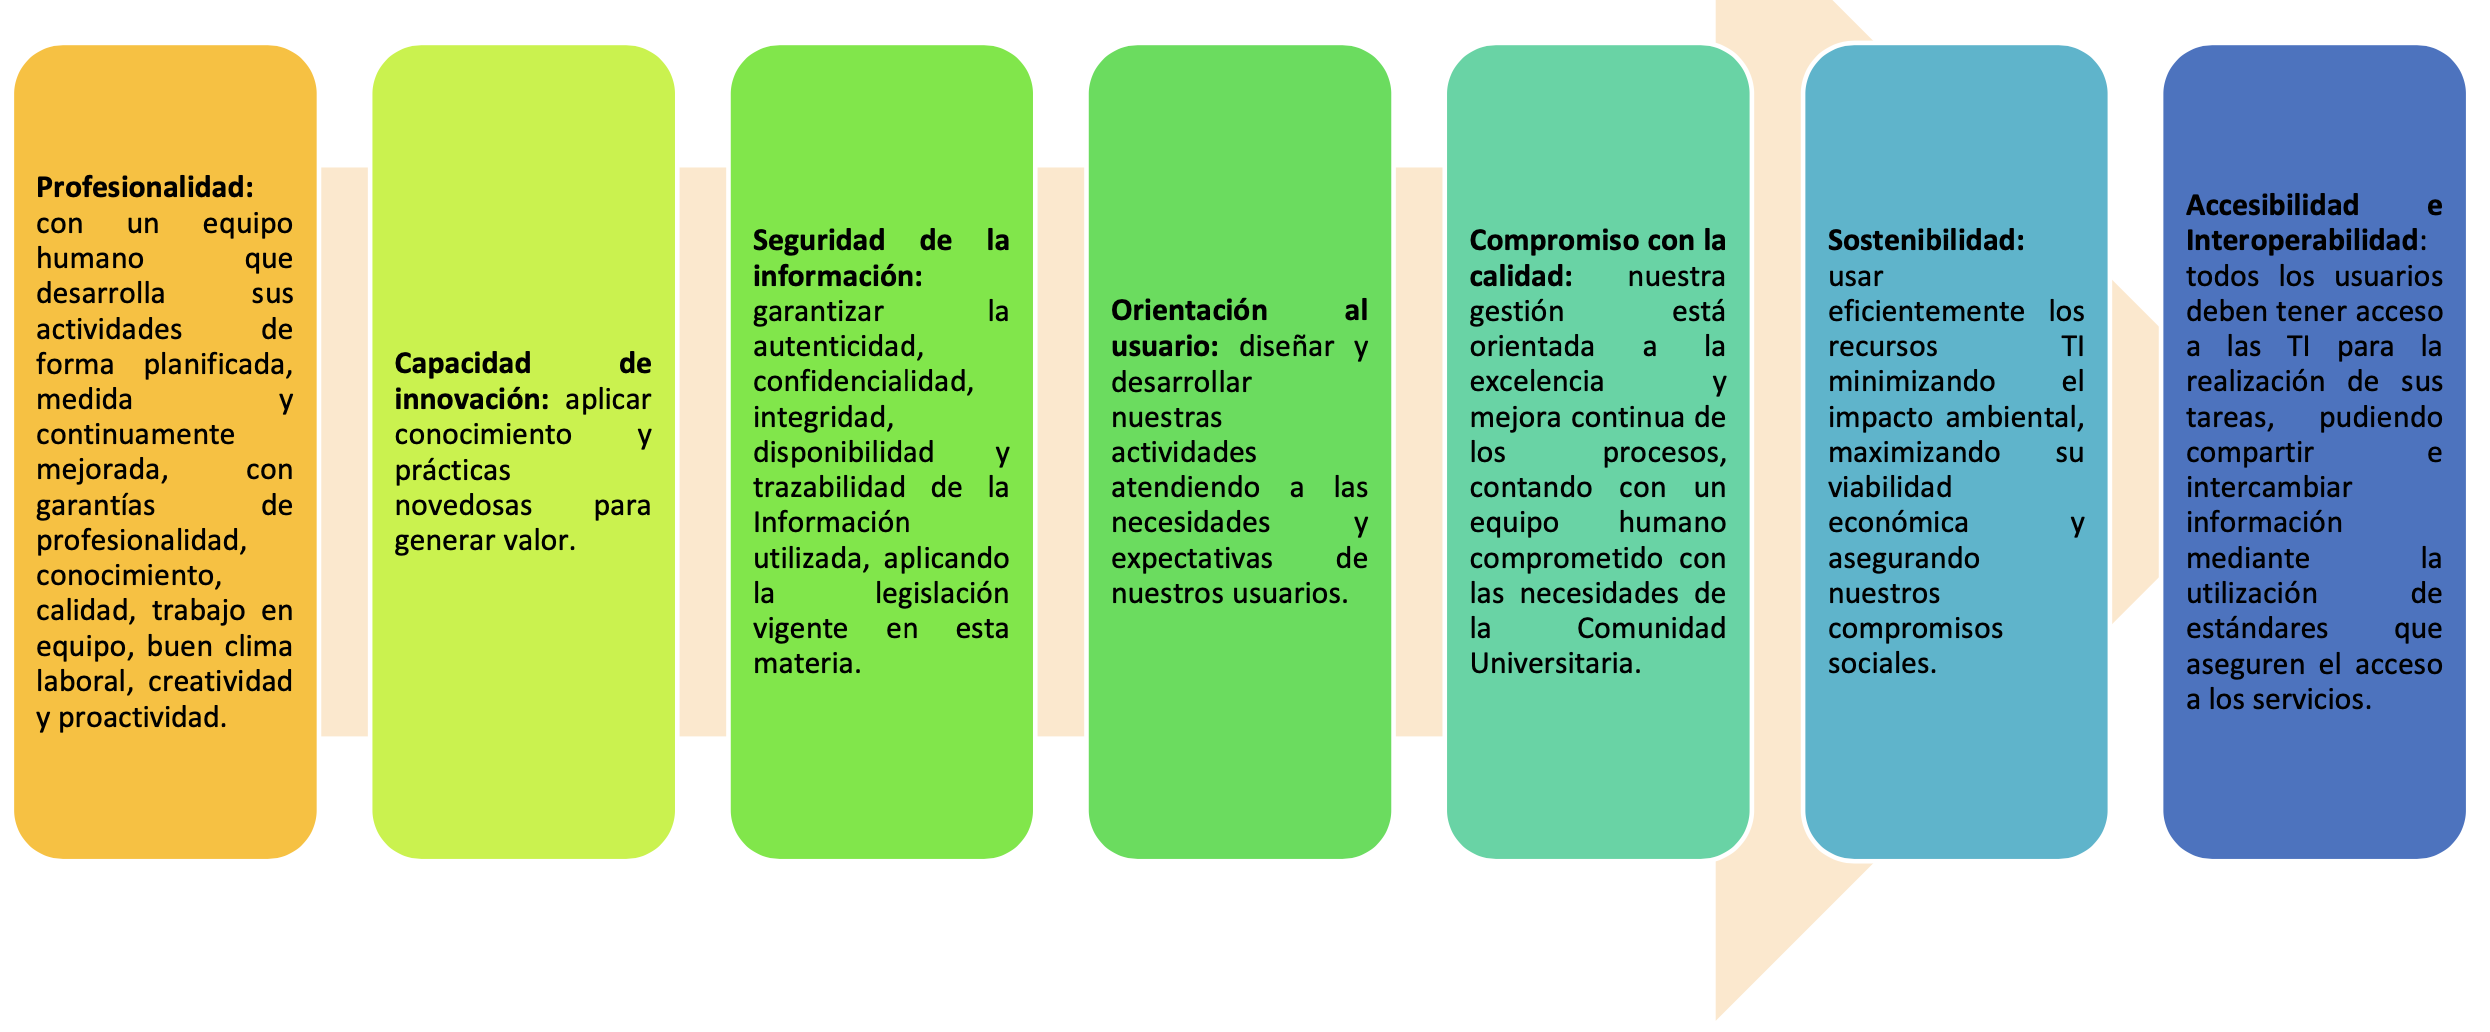 Profesionalidad:
con un equipo
humano que
desarrolla sus
actividades de
forma planificada,
medida y
continuamente
mejorada, con
garantías de
profesionalidad,
conocimiento,
calidad, trabajo en
equipo, buen clima
laboral, creatividad
y proactividad.
Capacidad de
innovación: aplicar
conocimiento y
prácticas
novedosas para
generar valor.
Seguridad de la
información:
garantizar la
autenticidad,
confidencialidad,
integridad,
disponibilidad y
trazabilidad de la
Información
utilizada, aplicando
la legislación
vigente en esta
materia.
Orientación al
usuario: diseñar y
desarrollar
nuestras
actividades
atendiendo a las
necesidades y
expectativas de
nuestros usuarios.
Compromiso con la
calidad: nuestra
gestión está
orientada a la
excelencia y
mejora continua de
los procesos,
contando con un
equipo humano
comprometido con
las necesidades de
la Comunidad
Universitaria.
Sostenibilidad:
usar
eficientemente los
recursos TI
minimizando el
impacto ambiental,
maximizando su
viabilidad
económica y
asegurando
nuestros
compromisos
sociales.
Accesibilidad e
Interoperabilidad:
todos los usuarios
deben tener acceso
a las TI para la
realización de sus
tareas, pudiendo
compartir e
intercambiar
información
mediante la
utilización de
estándares que
aseguren el acceso
a los servicios.